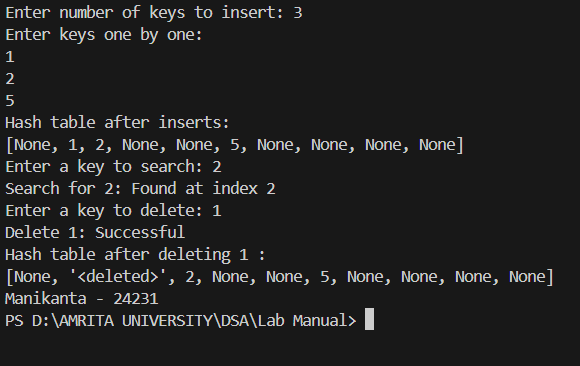 Enter number of keys to insert: 3
Enter keys one by one:
1
2
5
Hash table after inserts:
[None, 1, 2, None, None, 5, None, None, None, None]
Enter a key to search: 2
Search for 2: Found at index 2
Enter a key to delete: 1
Delete 1: Successful
Hash table after deleting 1 :
[None, '<deleted>', 2, None, None, 5, None, None, None, None]
Manikanta - 24231
PS D:\AMRITA UNIVERSITY\DSA\Lab Manual>